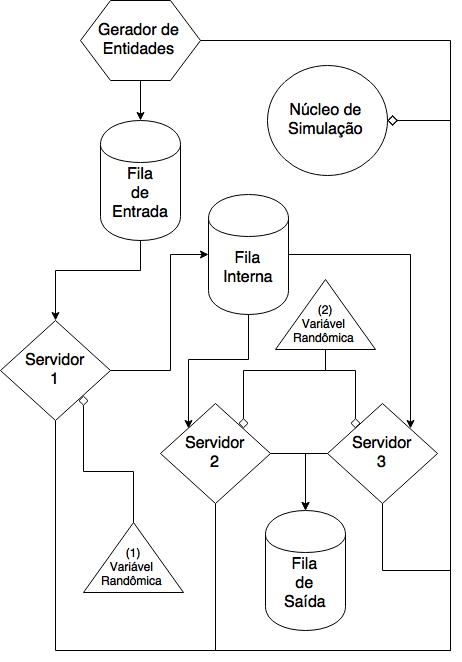 Gerador de
Entidades
Núcleo de
Simulação
Fila
de
Entrada
Fila
Interna
(2)
Variável
Randômica
Servidor
1
Servidor
2
Servidor
3
(1)
Variável
Randômica
Fila
de
Saída